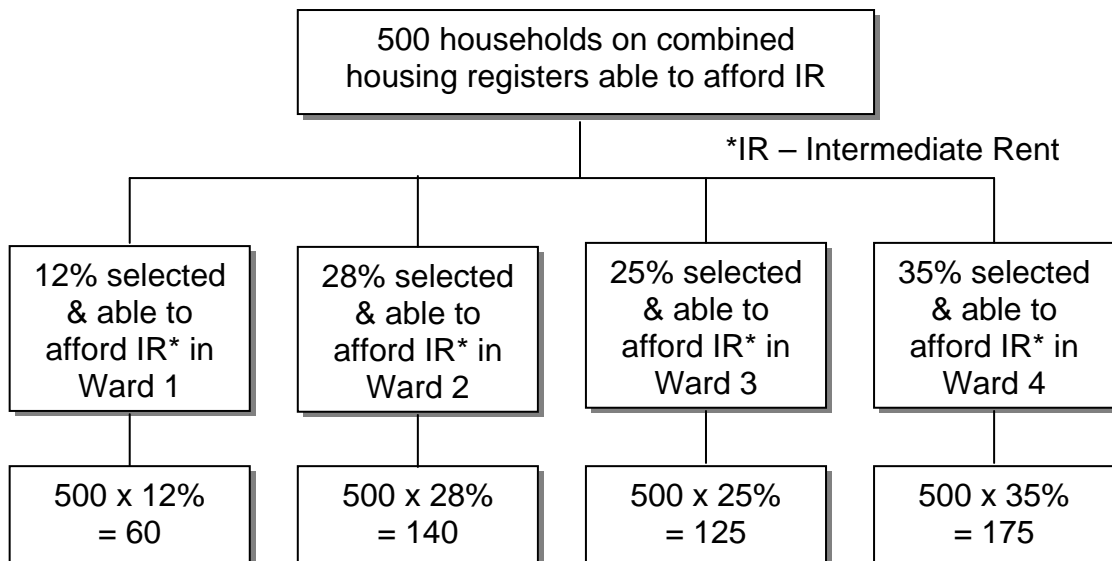 500 households on combined
housing registers able to afford IR
*IR – Intermediate Rent
12% selected
& able to
afford IR* in
Ward 1
28% selected
& able to
afford IR* in
Ward 2
25% selected
& able to
afford IR* in
Ward 3
35% selected
& able to
afford IR* in
Ward 4
500 x 12%
= 60
500 x 28%
= 140
500 x 25%
= 125
500 x 35%
= 175